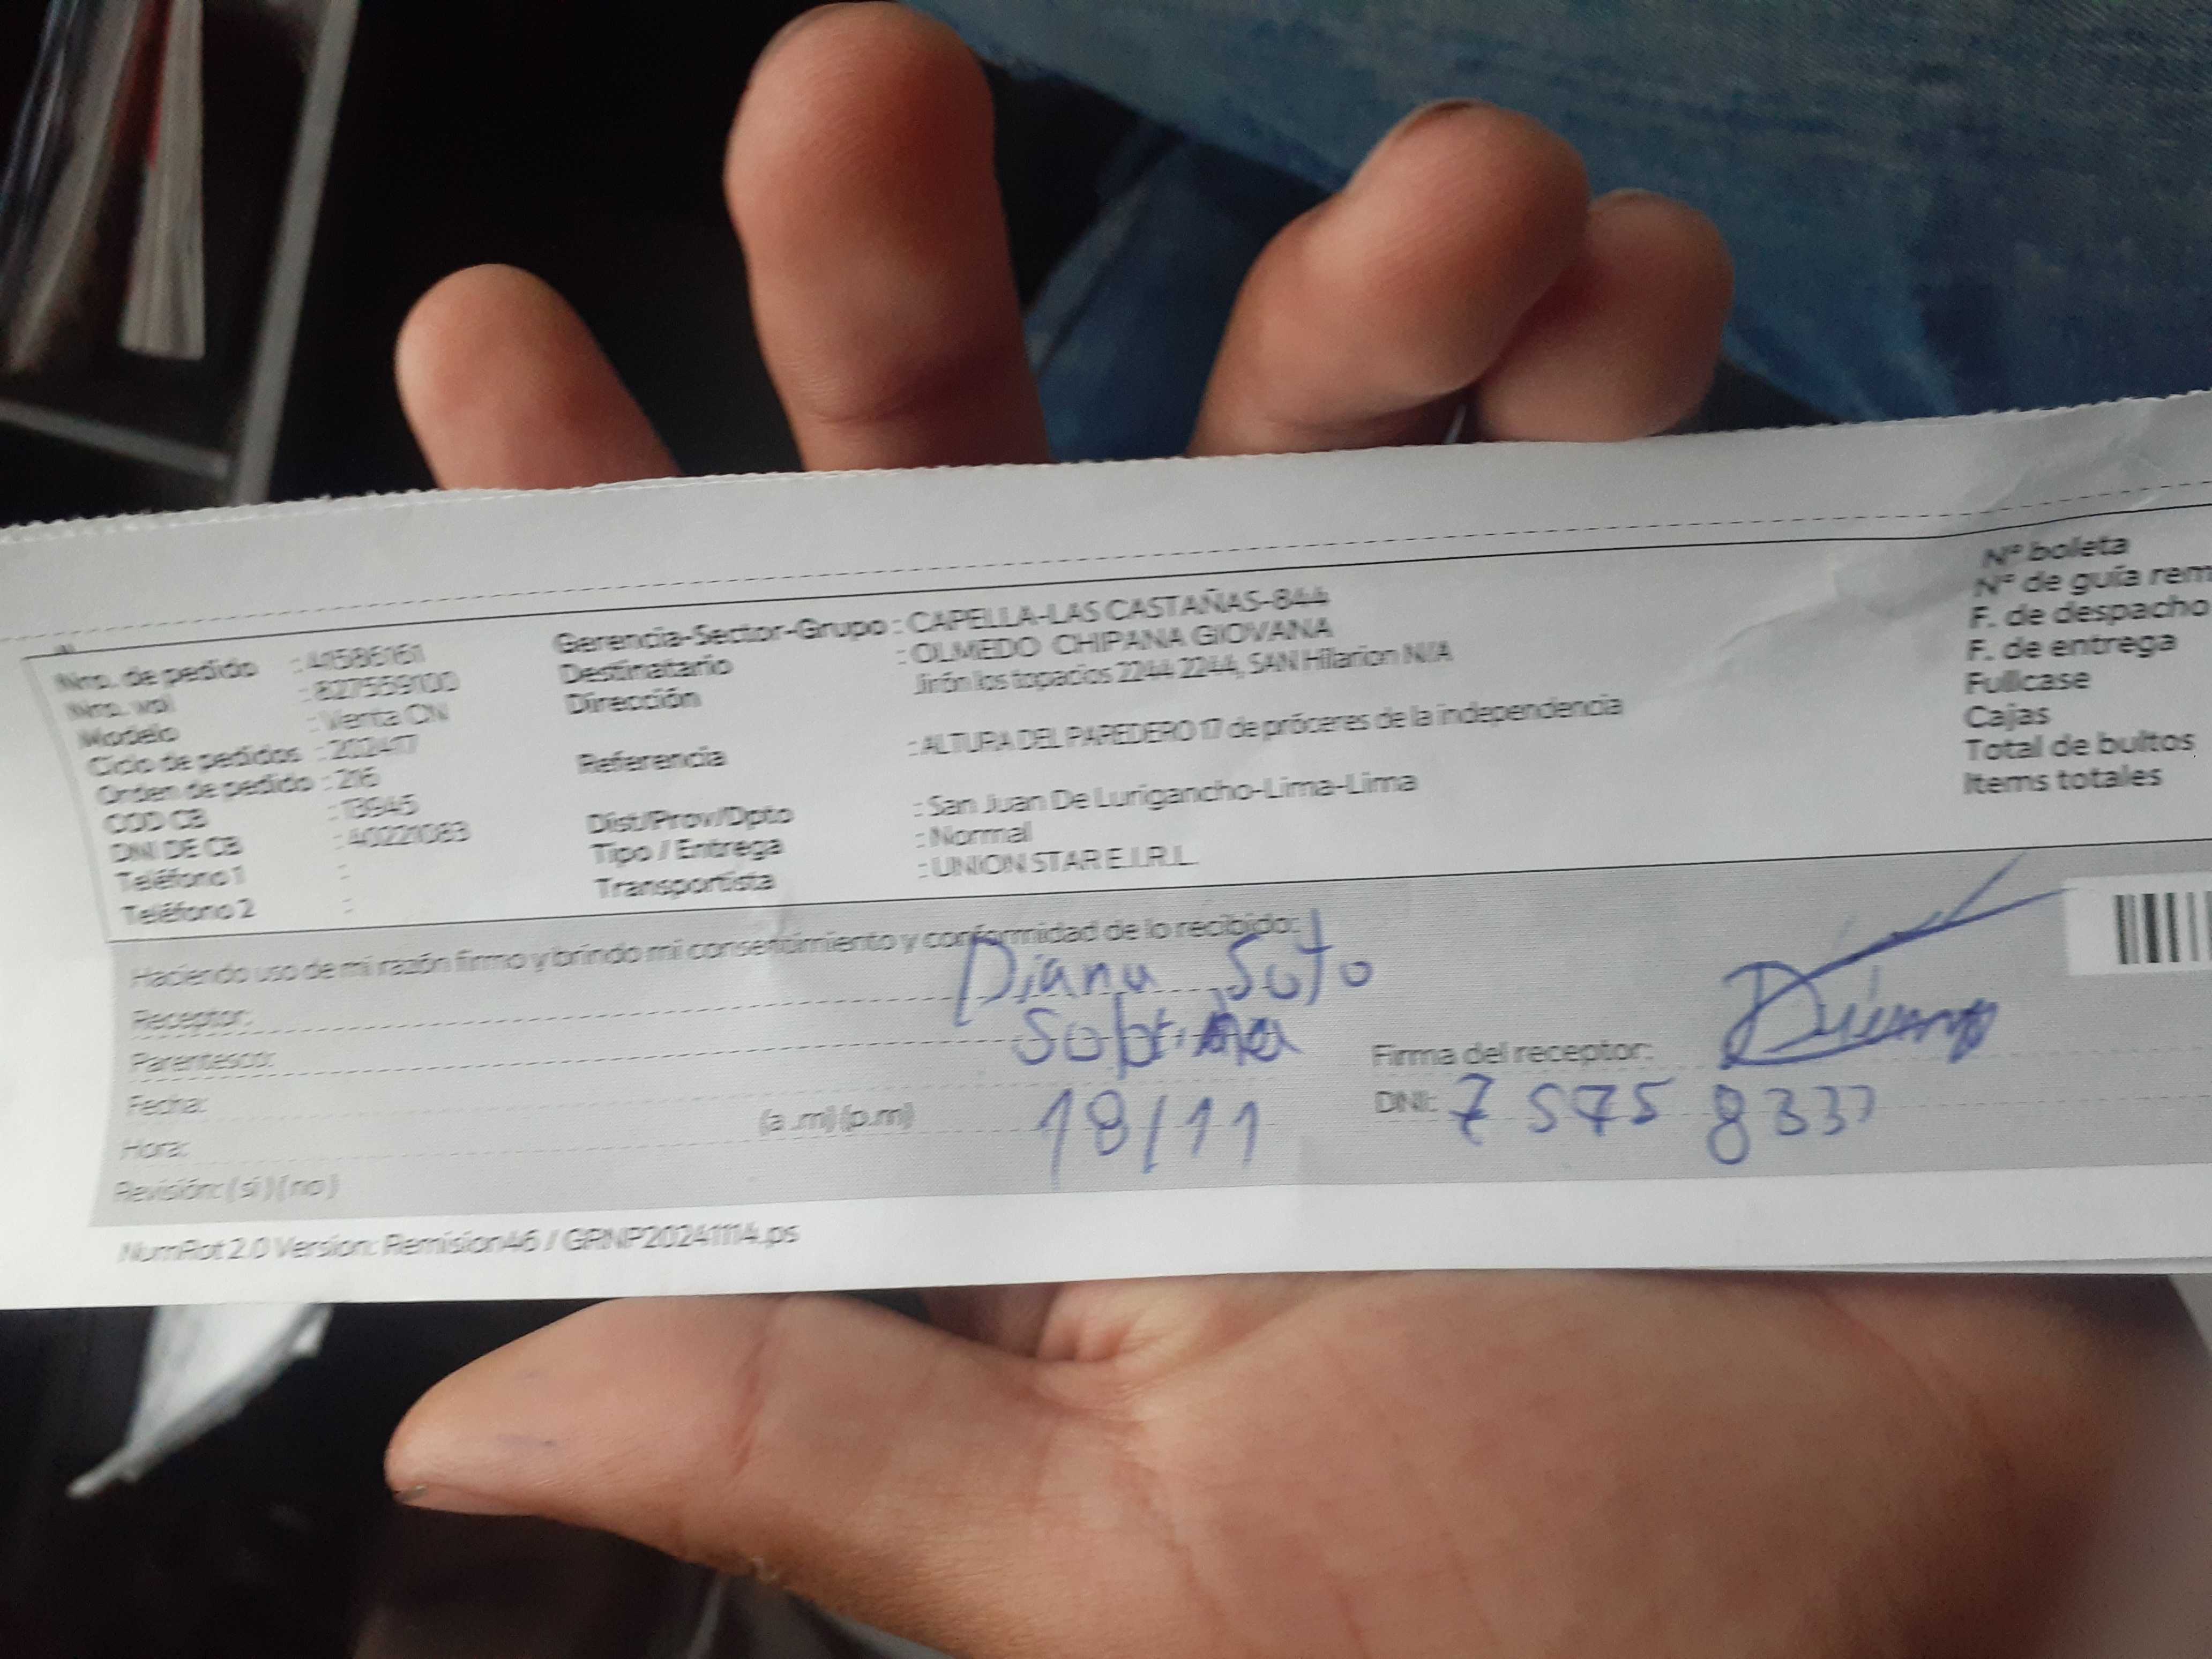 Nro. de pedido : 41586161
Nro. vpl : 827559100
Modelo : Venta CN
Ciclo de pedidos : 202417
Orden de pedido : 216
COD CB : 13945
DNI DE CB : 40221083
Teléfono 1 :
Teléfono 2 :
Gerencia-Sector-Grupo : CAPELLA-LAS CASTAÑAS-844
Destinatario : OLMEDO CHIPANA GIOVANA
Dirección Jirón los topacios 2244 2244, SAN Hilarion N/A
Referencia : ALTURA DEL PAREDERO 17 de próceres de la independencia
Dist/Prov/Dpto : San Juan De Lurigancho-Lima-Lima
Tipo / Entrega : Normal
Transportista : UNION STAR E.I.R.L.
N° boleta
N° de guía rem
F. de despacho
F. de entrega
Fullcase
Cajas
Total de bultos
Items totales
Haciendo uso de mi razón firmo y brindo mi consentimiento y conformidad de lo recibido:
Receptor: Diana Soto
Parentesco: Sobrina
Firma del receptor: Diana
Fecha: 18/11
DNI: 7 575 8333
Hora: (a.m) (p.m)
Revisión: ( si ) ( no )
NumRot 2.0 Version: Remision46 / GRNP20241114.ps